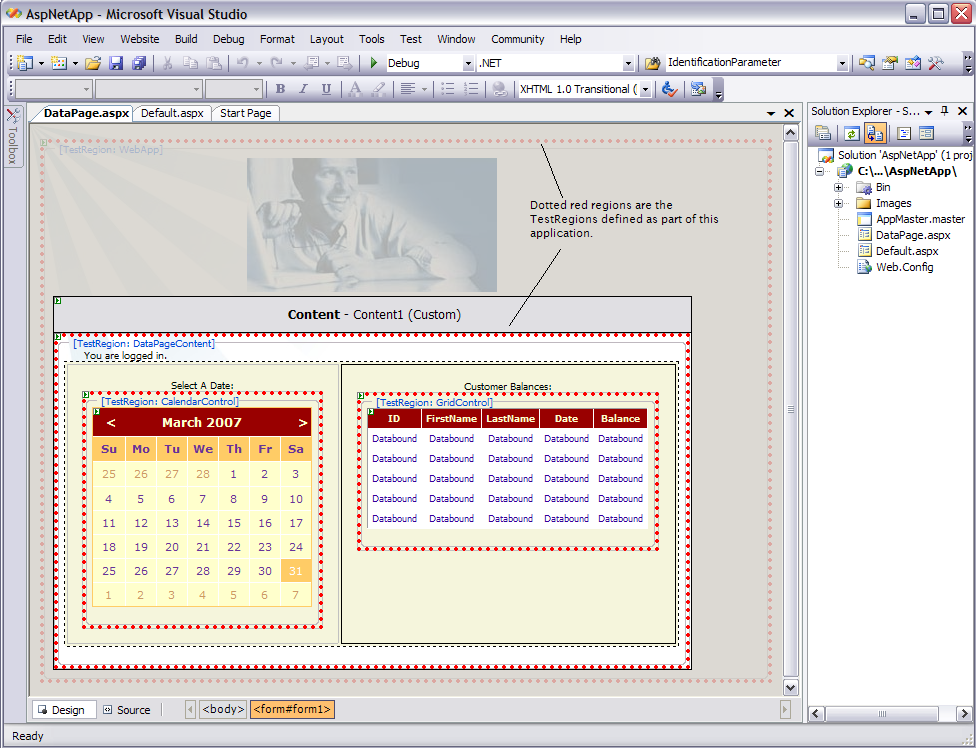 AspNetApp - Microsoft Visual Studio
File Edit View Website Build Debug Format Layout Tools Test Window Community Help
Debug .NET IdentificationParameter
B I U A XHTML 1.0 Transitional (
Toolbox
DataPage.aspx Default.aspx Start Page
[TestRegion: WebApp]
Dotted red regions are the
TestRegions defined as part of this
application.
Content - Content1 (Custom)
[TestRegion: DataPageContent]
You are logged in.
Select A Date:
[TestRegion: CalendarControl]
< March 2007 >
Su Mo Tu We Th Fr Sa
25 26 27 28 1 2 3
4 5 6 7 8 9 10
11 12 13 14 15 16 17
18 19 20 21 22 23 24
25 26 27 28 29 30 31
1 2 3 4 5 6 7
Customer Balances:
[TestRegion: GridControl]
ID FirstName LastName Date Balance
Databound Databound Databound Databound Databound
Databound Databound Databound Databound Databound
Databound Databound Databound Databound Databound
Databound Databound Databound Databound Databound
Databound Databound Databound Databound Databound
Design Source <body> <form#form1>
Solution Explorer - S...
Solution 'AspNetApp' (1 proj
C:\...\AspNetApp\
Bin
Images
AppMaster.master
DataPage.aspx
Default.aspx
Web.Config
Ready